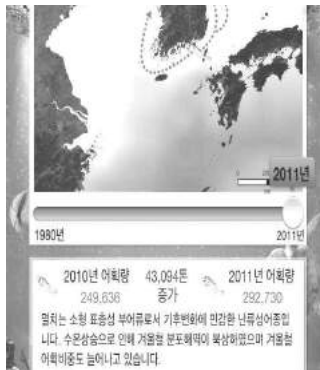 2011년
1980년 2011년
2010년 어획량 43,094톤 2011년 어획량
249,636 증가 292,730
멸치는 소형 표층성 부어류로서 기후변화에 민감한 난류성어종입
니다. 수온상승으로 인해 겨울철 분포해역이 북상하였으며 겨울철
어획비중도 늘어나고 있습니다.